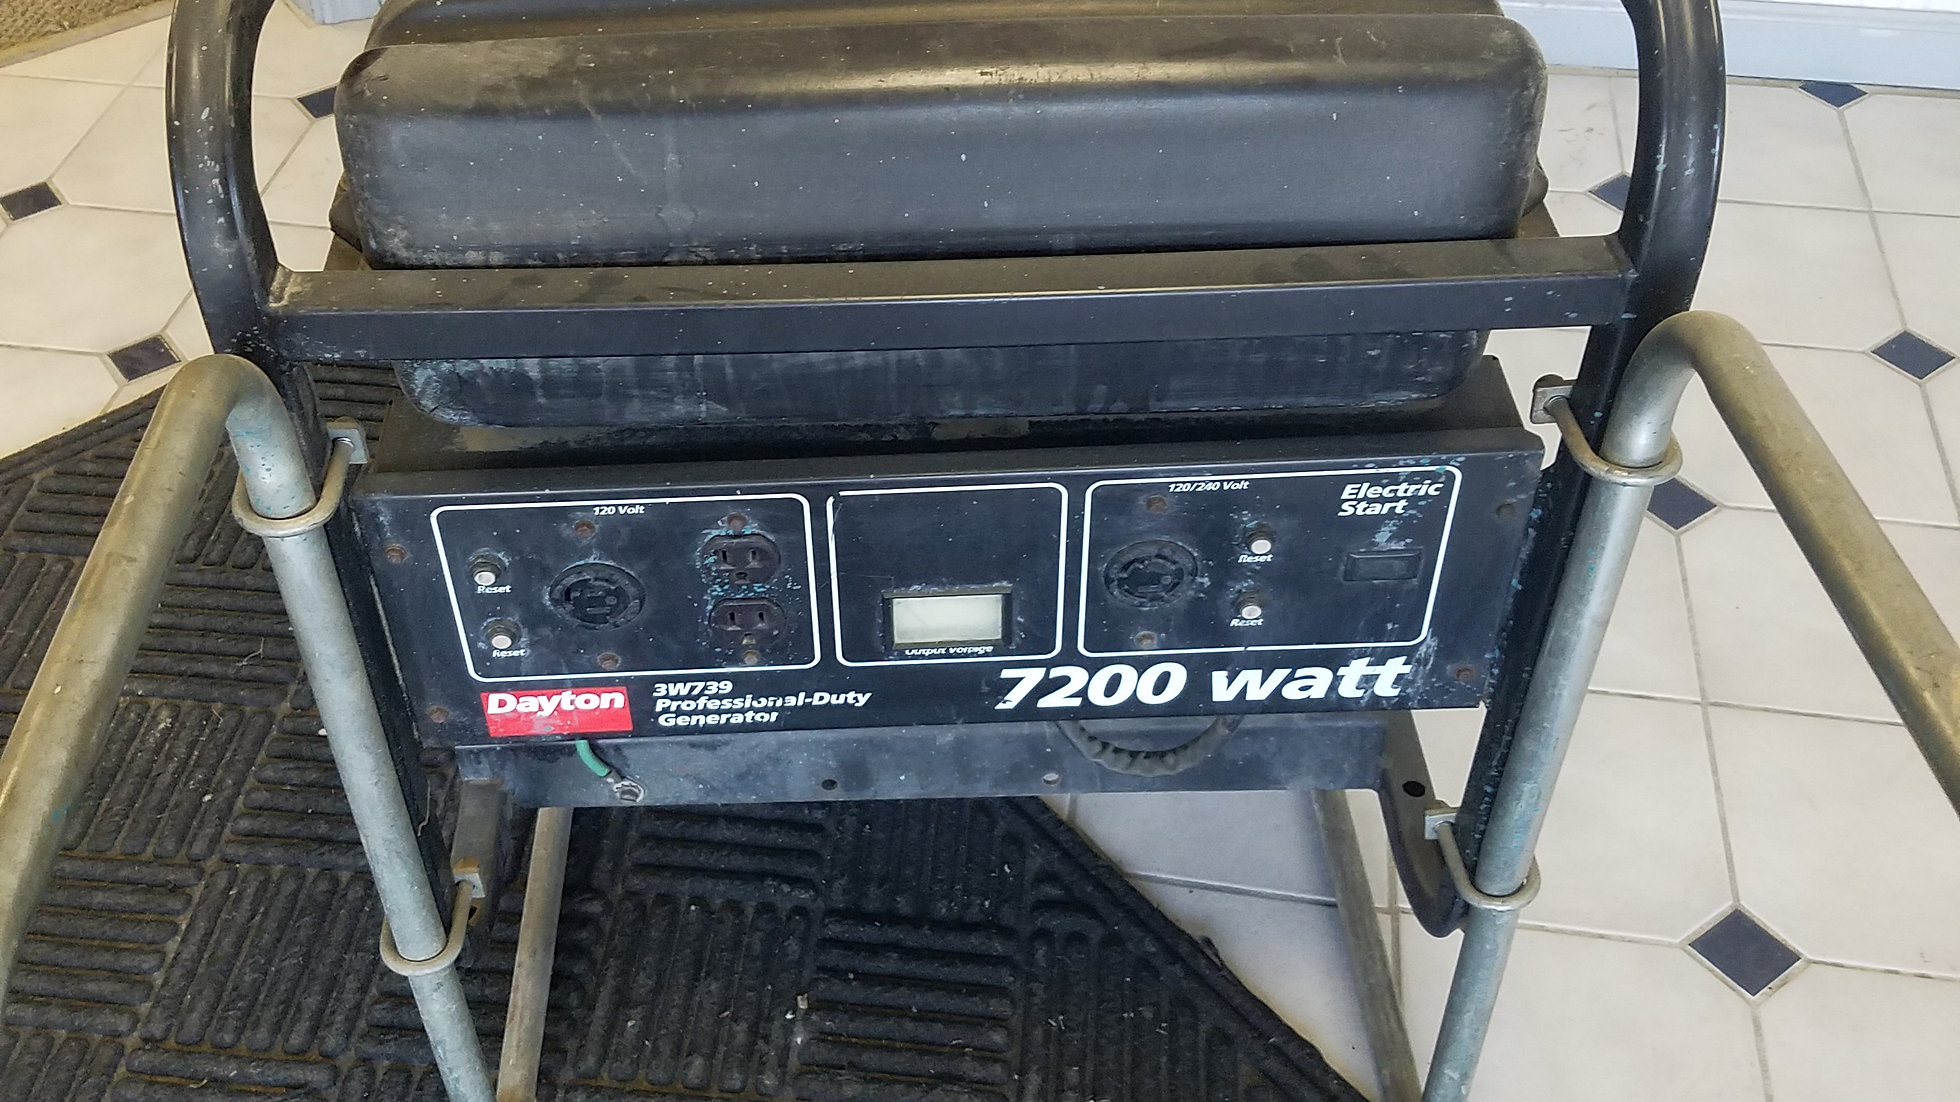 120 Volt
Reset
Reset
Output Voltage
120/240 Volt
Reset
Reset
Electric
Start
Dayton
3W739
Professional-Duty
Generator
7200 watt